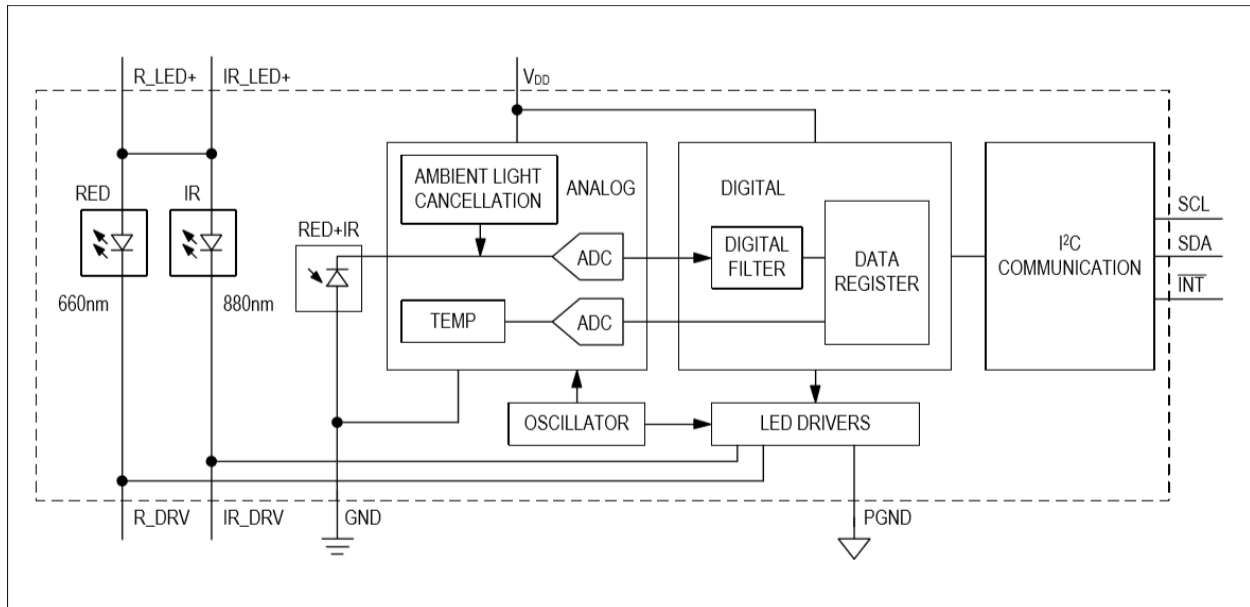 R_LED+
IR_LED+
VDD
RED
IR
660nm
880nm
RED+IR
AMBIENT LIGHT
CANCELLATION
ANALOG
ADC
TEMP
ADC
DIGITAL
DIGITAL
FILTER
DATA
REGISTER
I²C
COMMUNICATION
SCL
SDA
INT
OSCILLATOR
LED DRIVERS
R_DRV
IR_DRV
GND
PGND